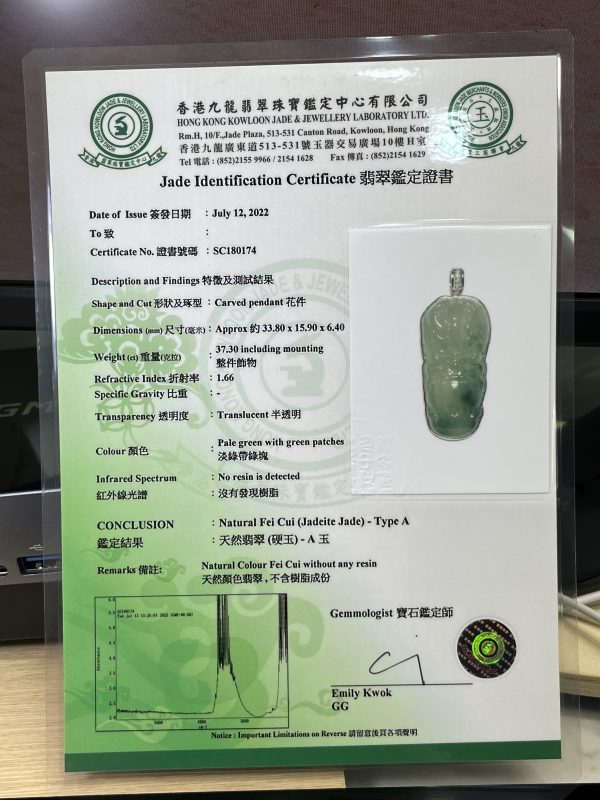 香港九龍翡翠珠寶鑑定中心有限公司
HONG KONG KOWLOON JADE & JEWELLERY LABORATORY LTD.
Rm.H, 10/F.,Jade Plaza, 513-531 Canton Road, Kowloon, Hong Kong
香港九龍廣東道513-531號玉器交易廣場10樓H室
Tel 電話 : (852)2155 9966 / 2154 1628 Fax 傳真 : (852)2154 1629
Jade Identification Certificate 翡翠鑑定證書
Date of Issue 簽發日期 : July 12, 2022
To 致 :
Certificate No. 證書號碼 : SC180174
Description and Findings 特徵及測試結果
Shape and Cut 形狀及琢型 : Carved pendant 花件
Dimensions (mm) 尺寸(毫米) : Approx 約 33.80 x 15.90 x 6.40
Weight (ct) 重量(克拉) : 37.30 including mounting
整件飾物
Refractive Index 折射率 : 1.66
Specific Gravity 比重 : -
Transparency 透明度 : Translucent 半透明
Colour 顏色 : Pale green with green patches
淡綠帶綠塊
Infrared Spectrum : No resin is detected
紅外線光譜 : 沒有發現樹脂
CONCLUSION : Natural Fei Cui (Jadeite Jade) - Type A
鑑定結果 : 天然翡翠 (硬玉) - A 玉
Remarks 備註: Natural Colour Fei Cui without any resin
天然顏色翡翠 , 不含樹脂成份
SC180174
Gemmologist 寶石鑑定師
Emily Kwok
GG
Notice : Important Limitations on Reverse 請留意後頁各項聲明